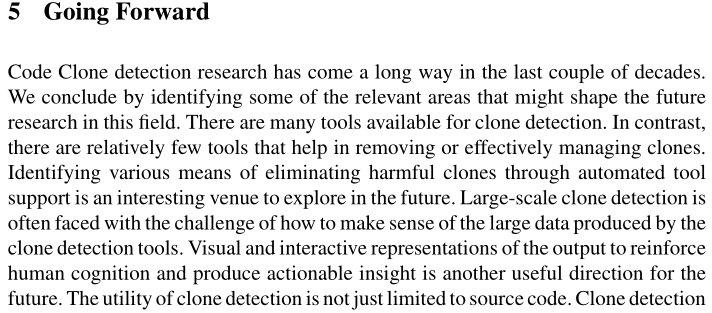 5 Going Forward
Code Clone detection research has come a long way in the last couple of decades.
We conclude by identifying some of the relevant areas that might shape the future
research in this field. There are many tools available for clone detection. In contrast,
there are relatively few tools that help in removing or effectively managing clones.
Identifying various means of eliminating harmful clones through automated tool
support is an interesting venue to explore in the future. Large-scale clone detection is
often faced with the challenge of how to make sense of the large data produced by the
clone detection tools. Visual and interactive representations of the output to reinforce
human cognition and produce actionable insight is another useful direction for the
future. The utility of clone detection is not just limited to source code. Clone detection